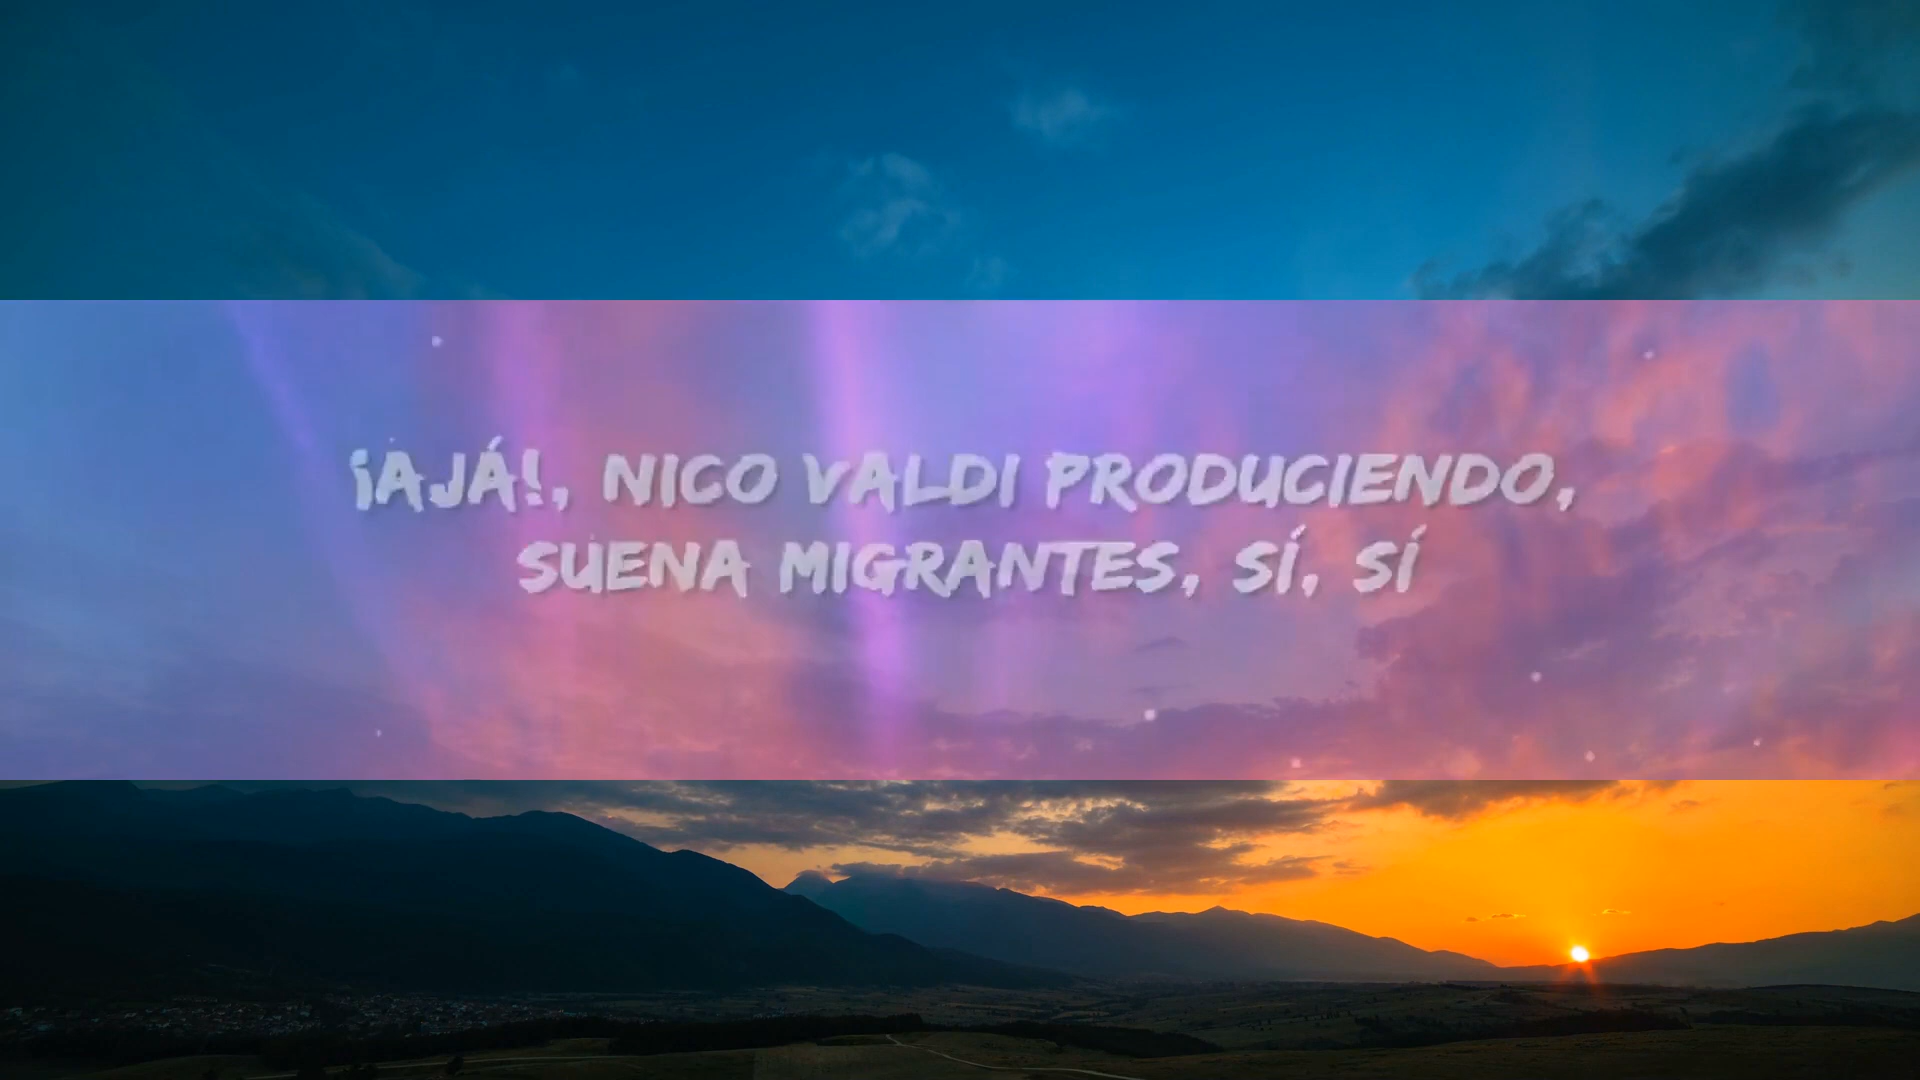 ¡AJÁ!, NICO VALDI PRODUCIENDO,
SUENA MIGRANTES, SÍ, SÍ